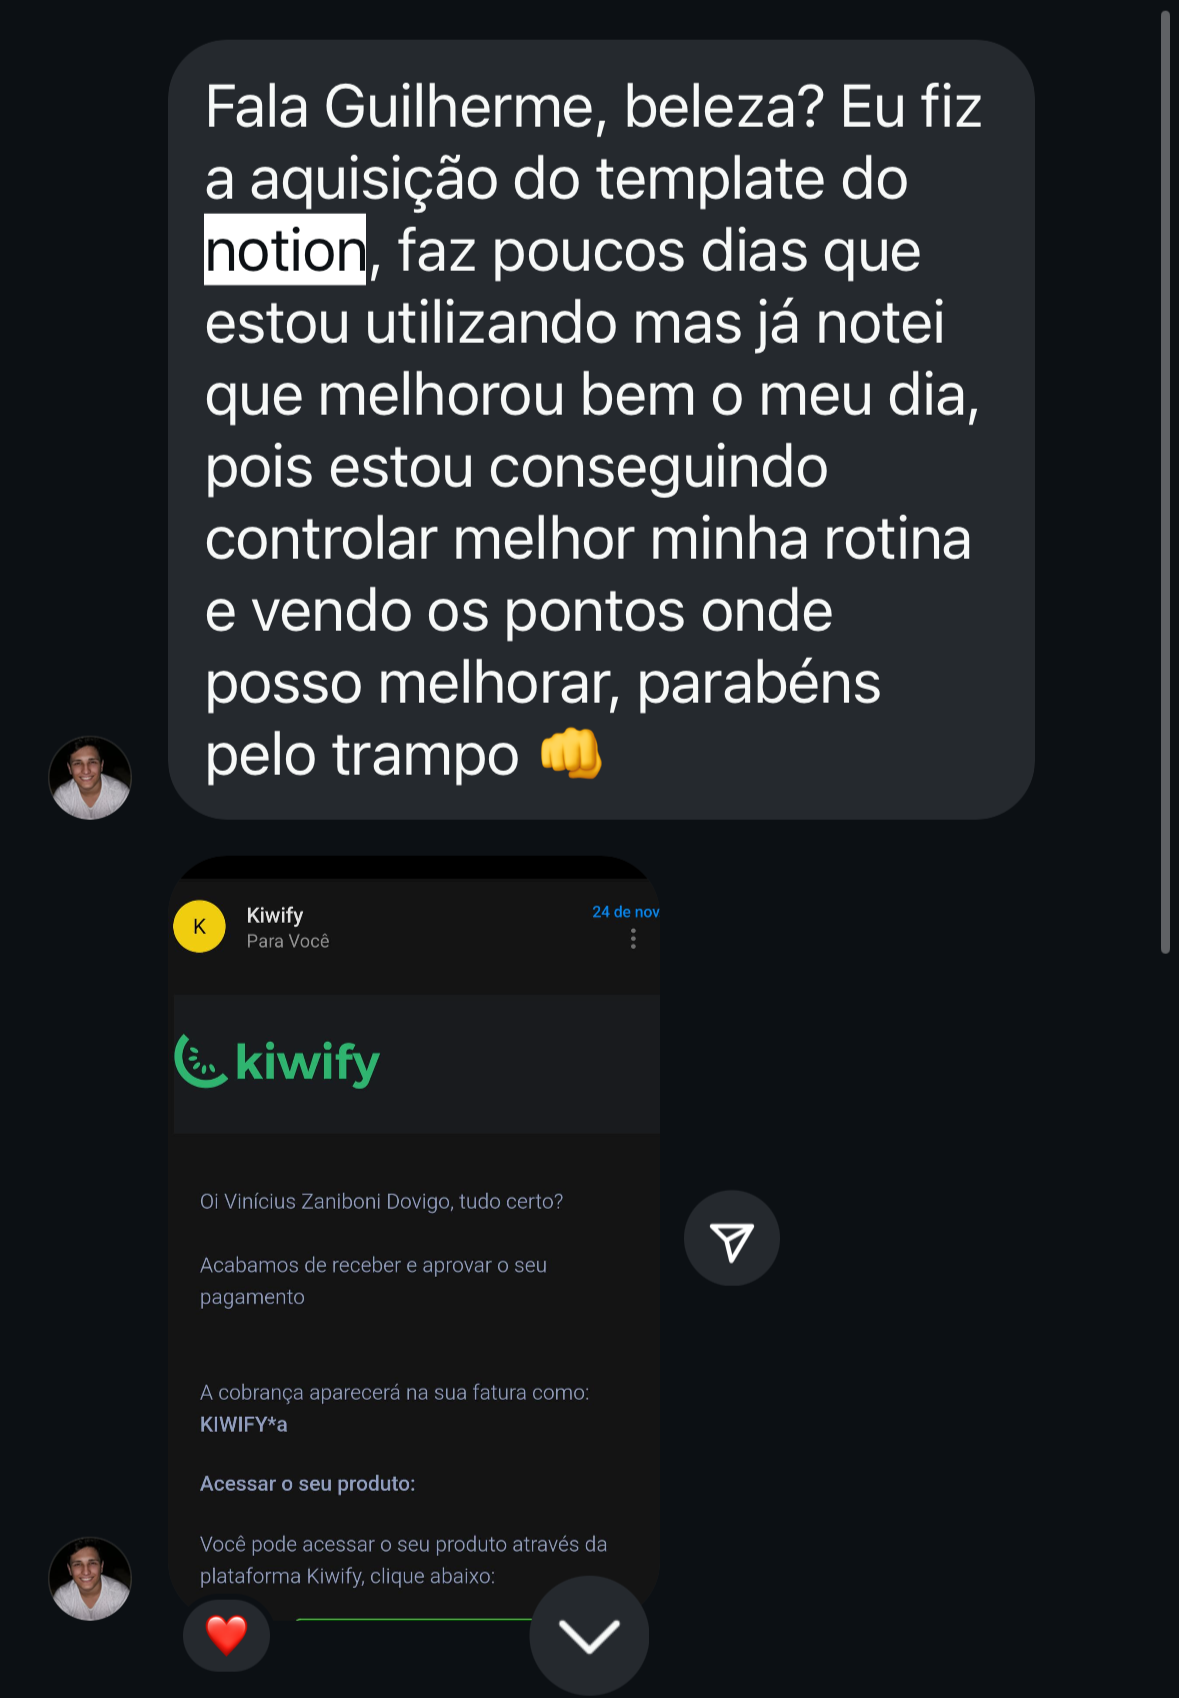 Fala Guilherme, beleza? Eu fiz
a aquisição do template do
notion, faz poucos dias que
estou utilizando mas já notei
que melhorou bem o meu dia,
pois estou conseguindo
controlar melhor minha rotina
e vendo os pontos onde
posso melhorar, parabéns
pelo trampo 👊
K
Kiwify
24 de nov
Para Você
kiwify
Oi Vinícius Zaniboni Dovigo, tudo certo?
Acabamos de receber e aprovar o seu
pagamento
A cobrança aparecerá na sua fatura como:
KIWIFY*a
Acessar o seu produto:
Você pode acessar o seu produto através da
plataforma Kiwify, clique abaixo: